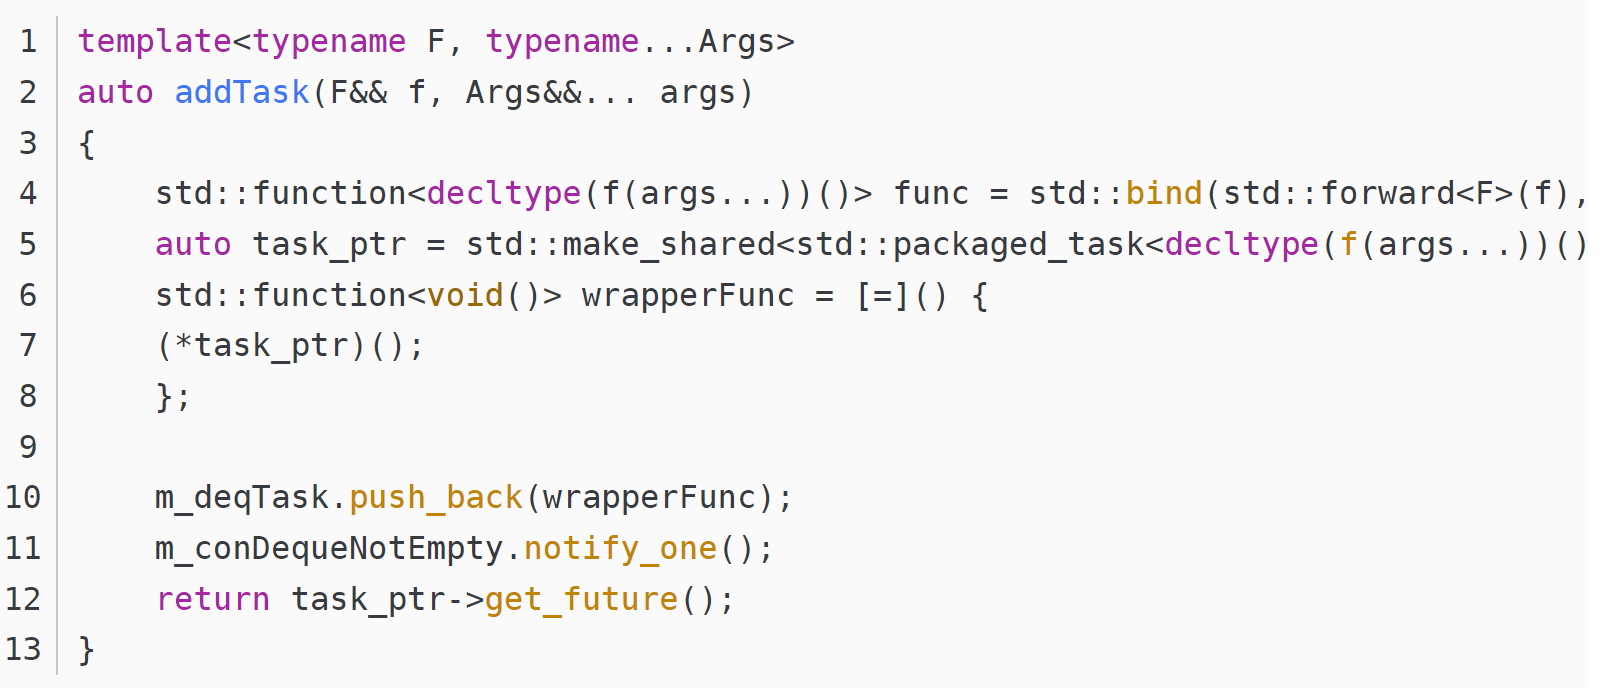 1 template<typename F, typename...Args>
2 auto addTask(F&& f, Args&&... args)
3 {
4     std::function<decltype(f(args...))()> func = std::bind(std::forward<F>(f),
5     auto task_ptr = std::make_shared<std::packaged_task<decltype(f(args...))()
6     std::function<void()> wrapperFunc = [=]() {
7     (*task_ptr)();
8     };
9
10     m_deqTask.push_back(wrapperFunc);
11     m_conDequeNotEmpty.notify_one();
12     return task_ptr->get_future();
13 }